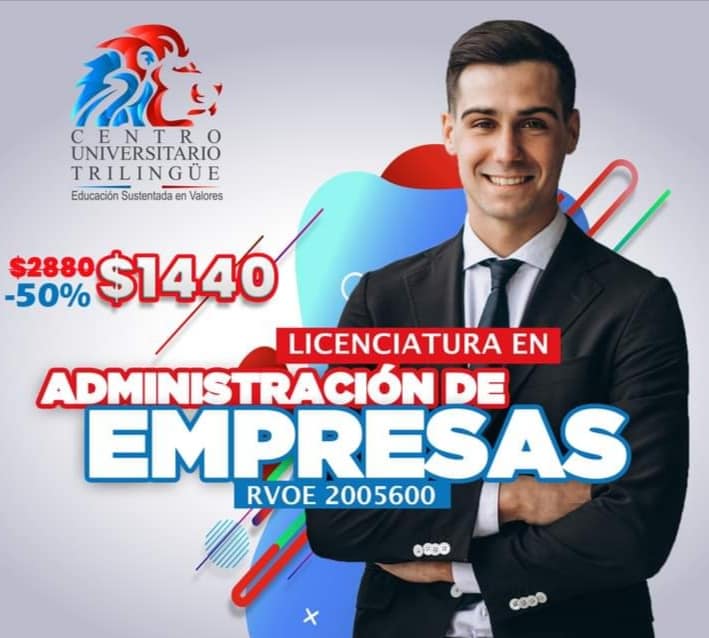 CENTRO
UNIVERSITARIO
TRILINGÜE
Educación Sustentada en Valores
$2880
-50%
$1440
LICENCIATURA EN
ADMINISTRACIÓN DE
EMPRESAS
RVOE 2005600